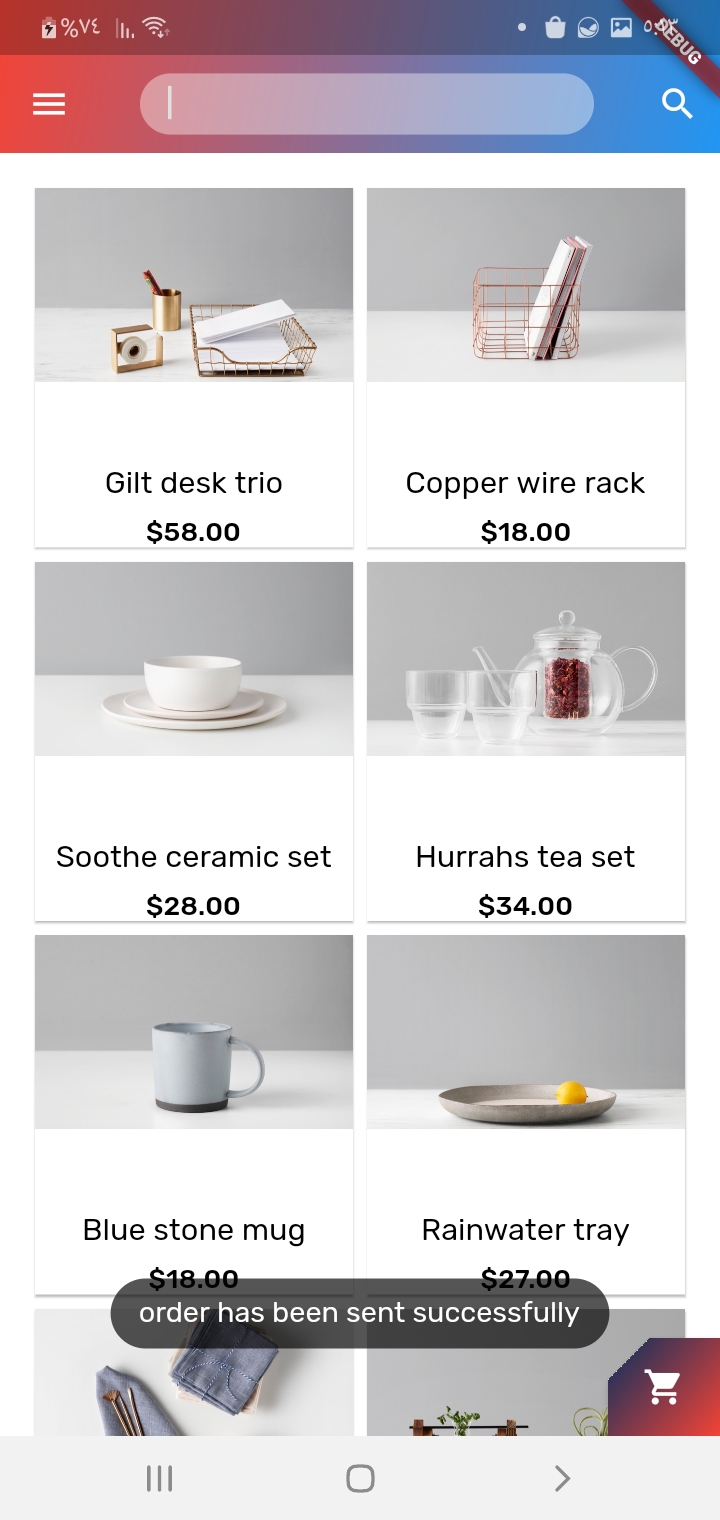 %٧٤
DEBUG
Gilt desk trio
Copper wire rack
$58.00
$18.00
Soothe ceramic set
Hurrahs tea set
$28.00
$34.00
Blue stone mug
Rainwater tray
$18.00
$27.00
order has been sent successfully